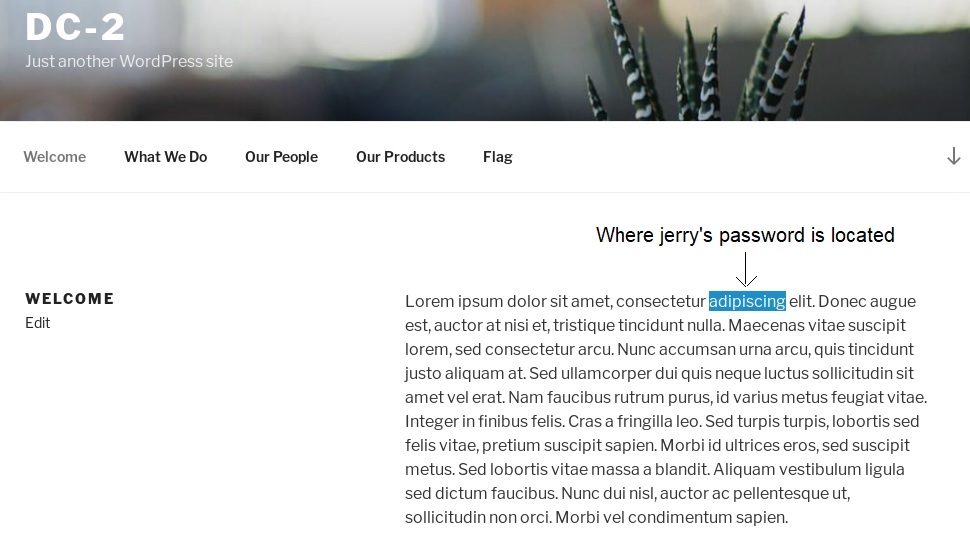 DC-2
Just another WordPress site
Welcome What We Do Our People Our Products Flag
Where jerry's password is located
WELCOME
Edit
Lorem ipsum dolor sit amet, consectetur adipiscing elit. Donec augue
est, auctor at nisi et, tristique tincidunt nulla. Maecenas vitae suscipit
lorem, sed consectetur arcu. Nunc accumsan urna arcu, quis tincidunt
justo aliquam at. Sed ullamcorper dui quis neque luctus sollicitudin sit
amet vel erat. Nam faucibus rutrum purus, id varius metus feugiat vitae.
Integer in finibus felis. Cras a fringilla leo. Sed turpis turpis, lobortis sed
felis vitae, pretium suscipit sapien. Morbi id ultrices eros, sed suscipit
metus. Sed lobortis vitae massa a blandit. Aliquam vestibulum ligula
sed dictum faucibus. Nunc dui nisl, auctor ac pellentesque ut,
sollicitudin non orci. Morbi vel condimentum sapien.